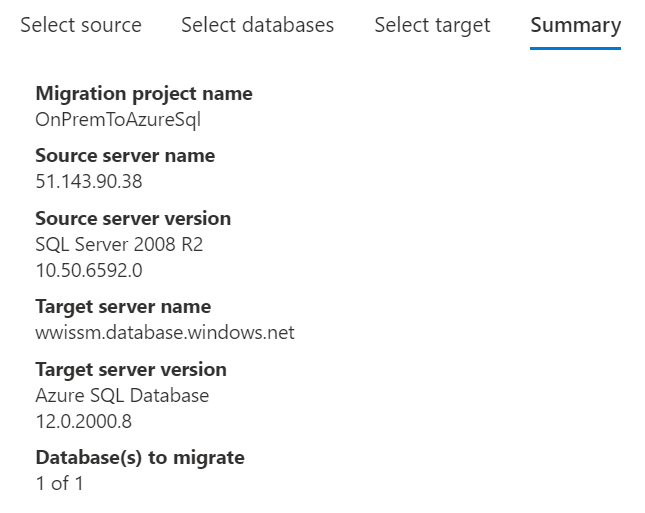 Select source Select databases Select target Summary
Migration project name
OnPremToAzureSql
Source server name
51.143.90.38
Source server version
SQL Server 2008 R2
10.50.6592.0
Target server name
wwissm.database.windows.net
Target server version
Azure SQL Database
12.0.2000.8
Database(s) to migrate
1 of 1